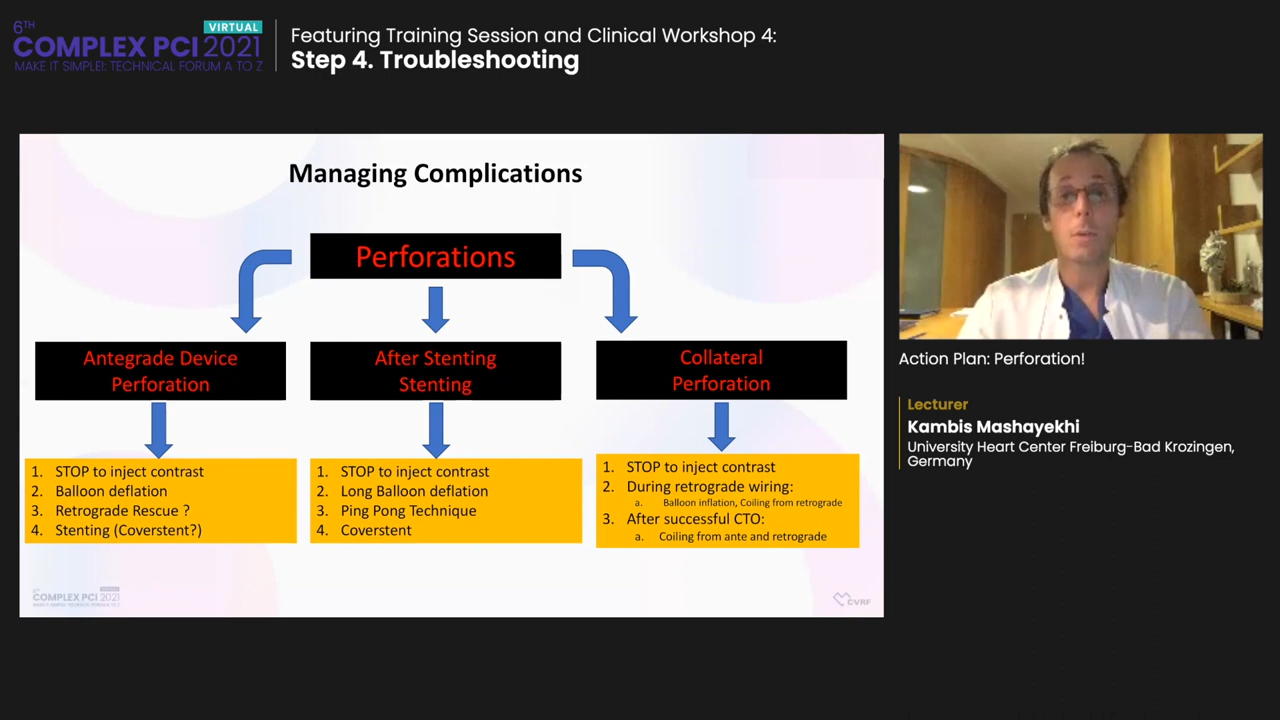 6TH
VIRTUAL
COMPLEX PCI 2021
MAKE IT SIMPLE!: TECHNICAL FORUM A TO Z
Featuring Training Session and Clinical Workshop 4:
Step 4. Troubleshooting
Managing Complications
Perforations
Antegrade Device
Perforation
After Stenting
Stenting
Collateral
Perforation
1. STOP to inject contrast
2. Balloon deflation
3. Retrograde Rescue ?
4. Stenting (Coverstent?)
1. STOP to inject contrast
2. Long Balloon deflation
3. Ping Pong Technique
4. Coverstent
1. STOP to inject contrast
2. During retrograde wiring:
a. Balloon inflation, Coiling from retrograde
3. After successful CTO:
a. Coiling from ante and retrograde
COMPLEX PCI 2021
CVRF
Action Plan: Perforation!
Lecturer
Kambis Mashayekhi
University Heart Center Freiburg-Bad Krozingen,
Germany